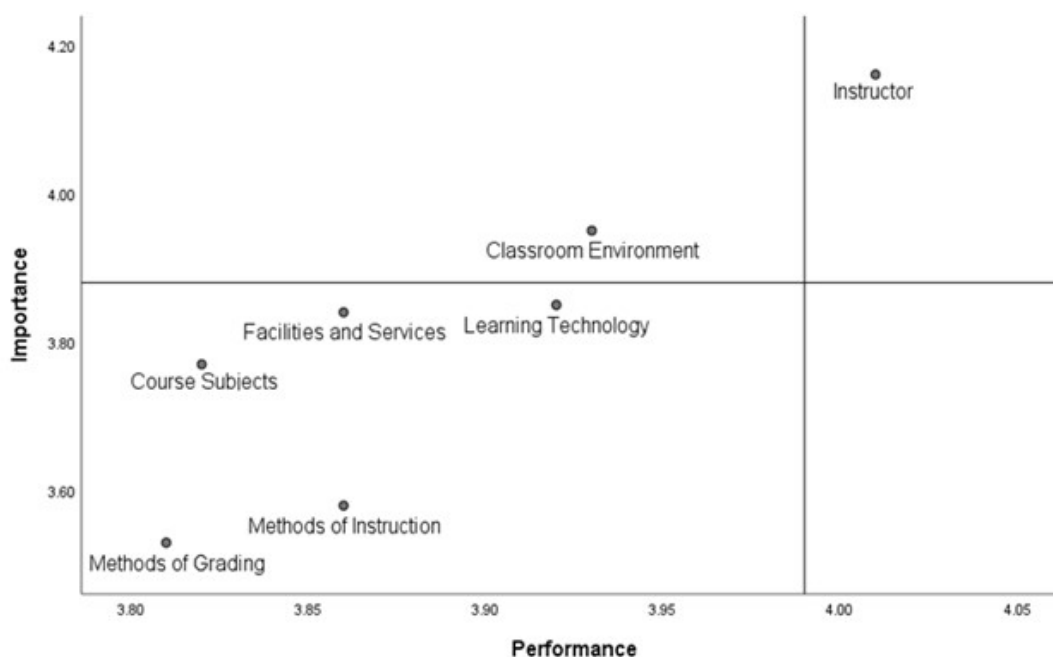 4.20
Instructor
4.00
Classroom Environment
Importance
Facilities and Services
Learning Technology
3.80
Course Subjects
3.60
Methods of Instruction
Methods of Grading
3.80 3.85 3.90 3.95 4.00 4.05
Performance